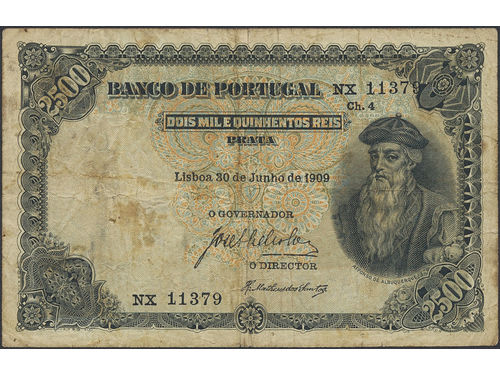 2500
BANCO DE PORTUGAL NX 11379
Ch. 4
DOIS MIL E QUINHENTOS REIS
PRATA
Lisboa 30 de Junho de 1909
O GOVERNADOR
O DIRECTOR
AFFONSO DE ALBUQUERQUE
NX 11379
2500